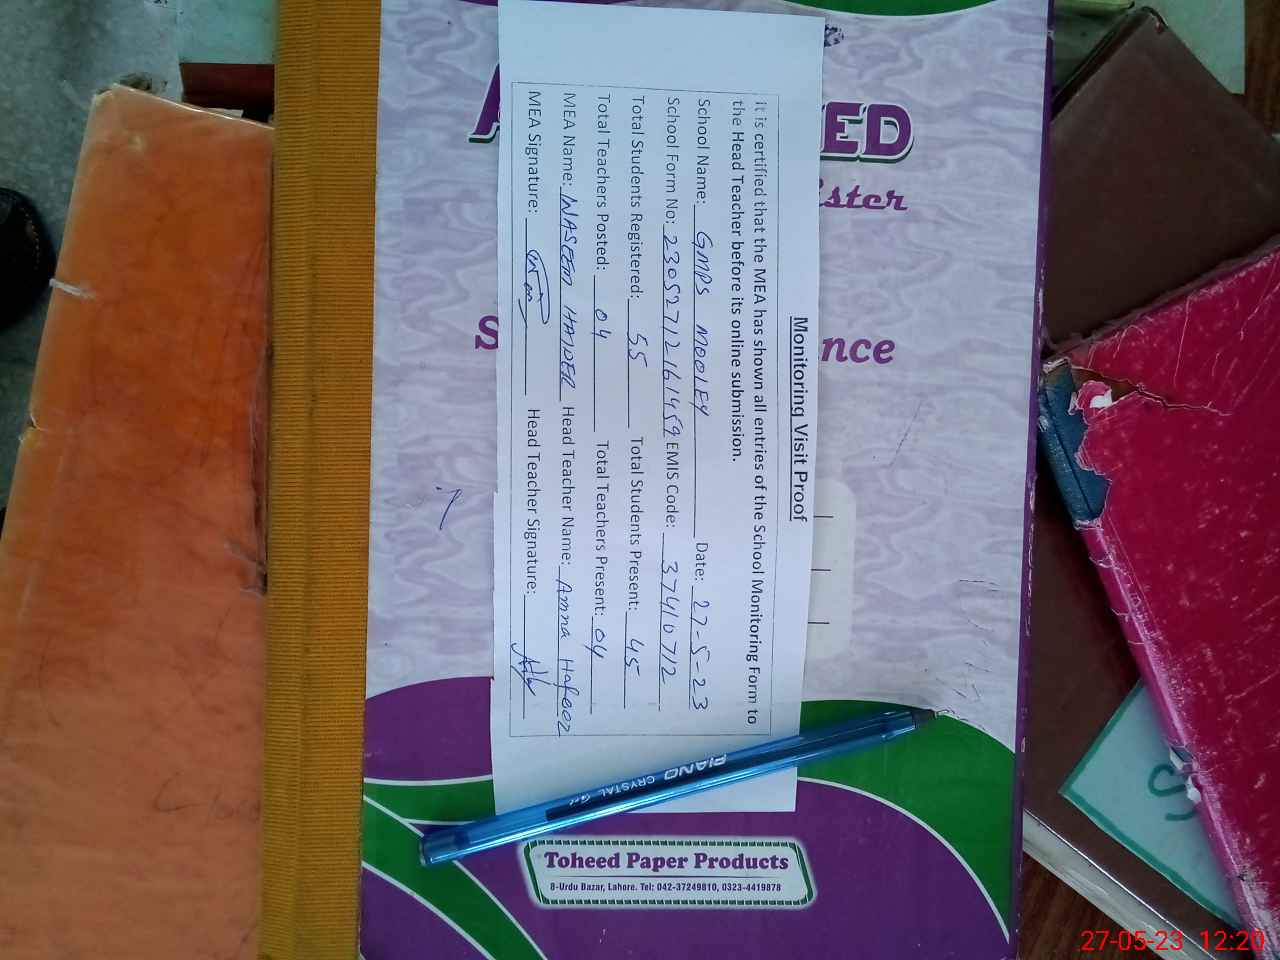 Monitoring Visit Proof
It is certified that the MEA has shown all entries of the School Monitoring Form to
the Head Teacher before its online submission.
School Name: GMPS MOOLEY Date: 27-5-23
School Form No: 23052712161459 EMIS Code: 37410712
Total Students Registered: 55 Total Students Present: 45
Total Teachers Posted: 04 Total Teachers Present: 04
MEA Name: WASEEM HAIDER Head Teacher Name: Amna Hafeez
MEA Signature: Head Teacher Signature:
ED
ister
S nce
PIANO CRYSTAL Gel
Toheed Paper Products
8-Urdu Bazar, Lahore. Tel: 042-37249810, 0323-4419878
27-05-23 12:20